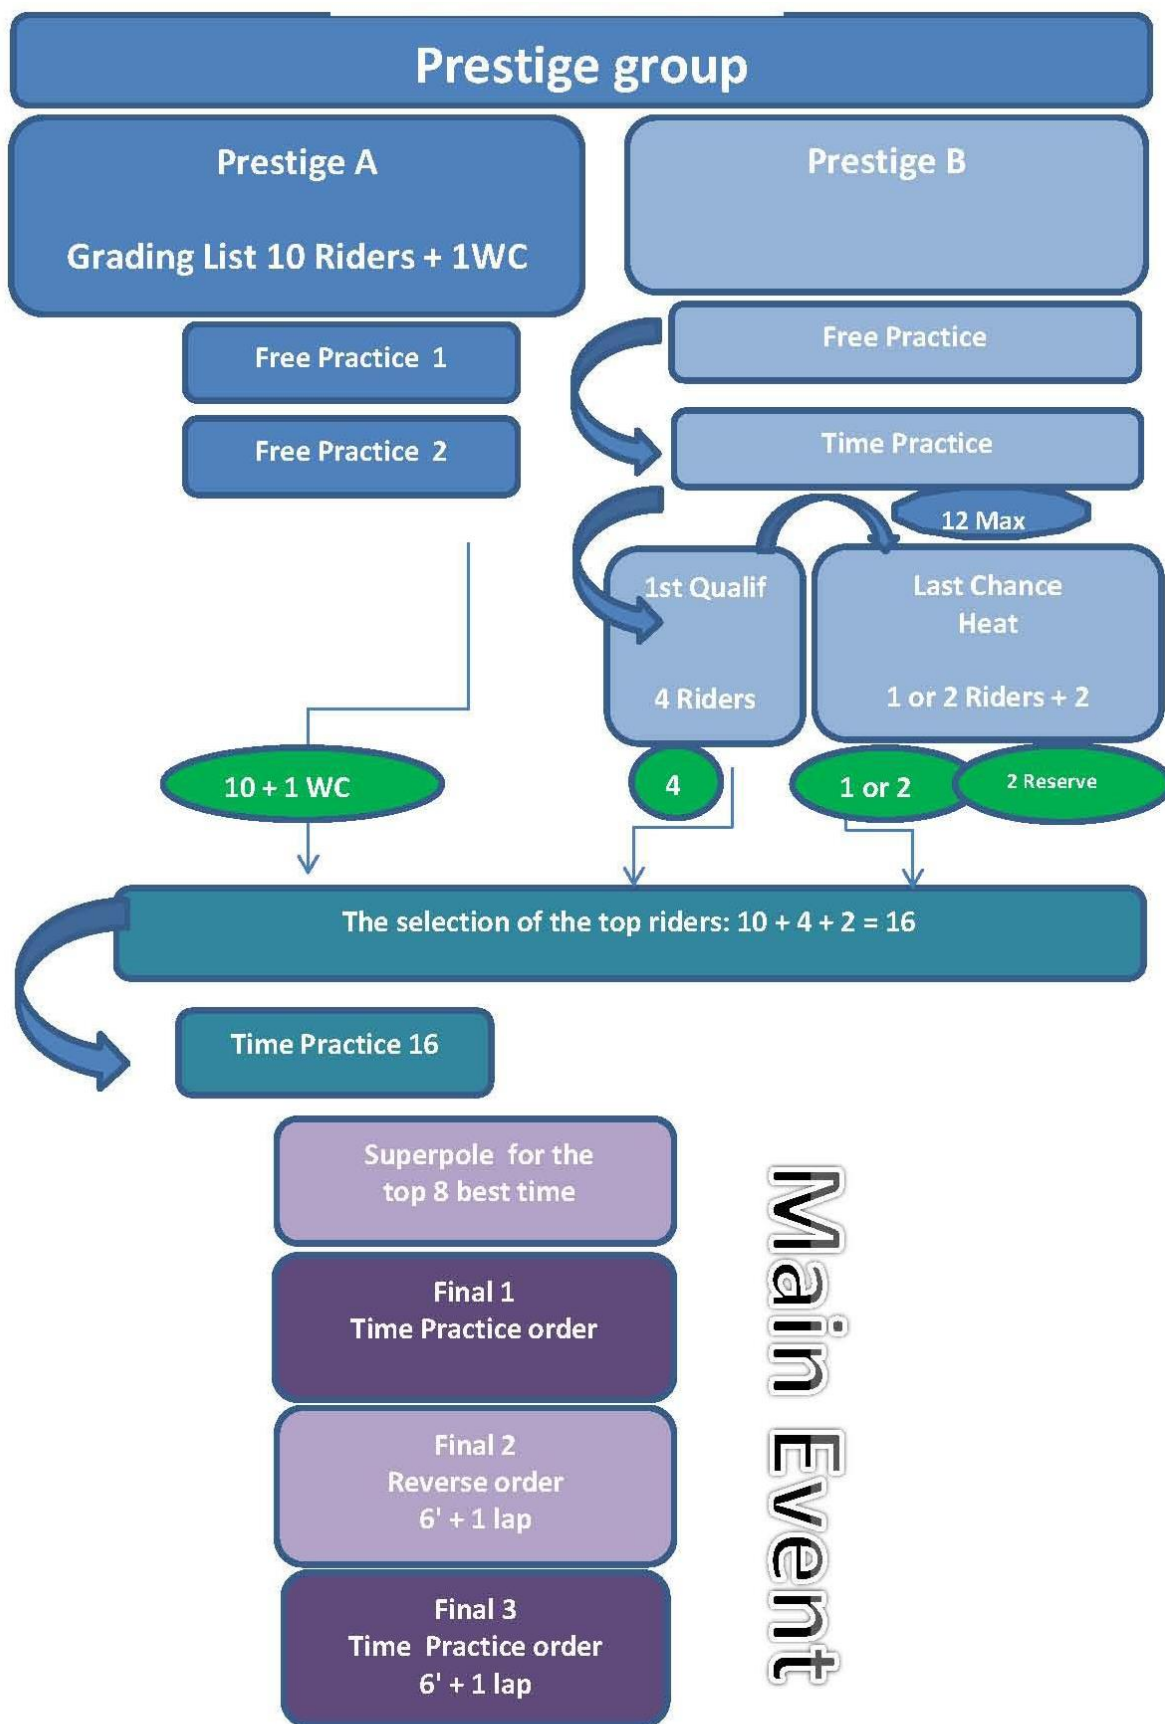 Prestige group
Prestige A
Grading List 10 Riders + 1WC
Free Practice 1
Free Practice 2
Prestige B
Free Practice
Time Practice
12 Max
1st Qualif
4 Riders
Last Chance
Heat
1 or 2 Riders + 2
10 + 1 WC
4
1 or 2
2 Reserve
The selection of the top riders: 10 + 4 + 2 = 16
Time Practice 16
Superpole for the
top 8 best time
Final 1
Time Practice order
Final 2
Reverse order
6' + 1 lap
Final 3
Time Practice order
6' + 1 lap
Main Event